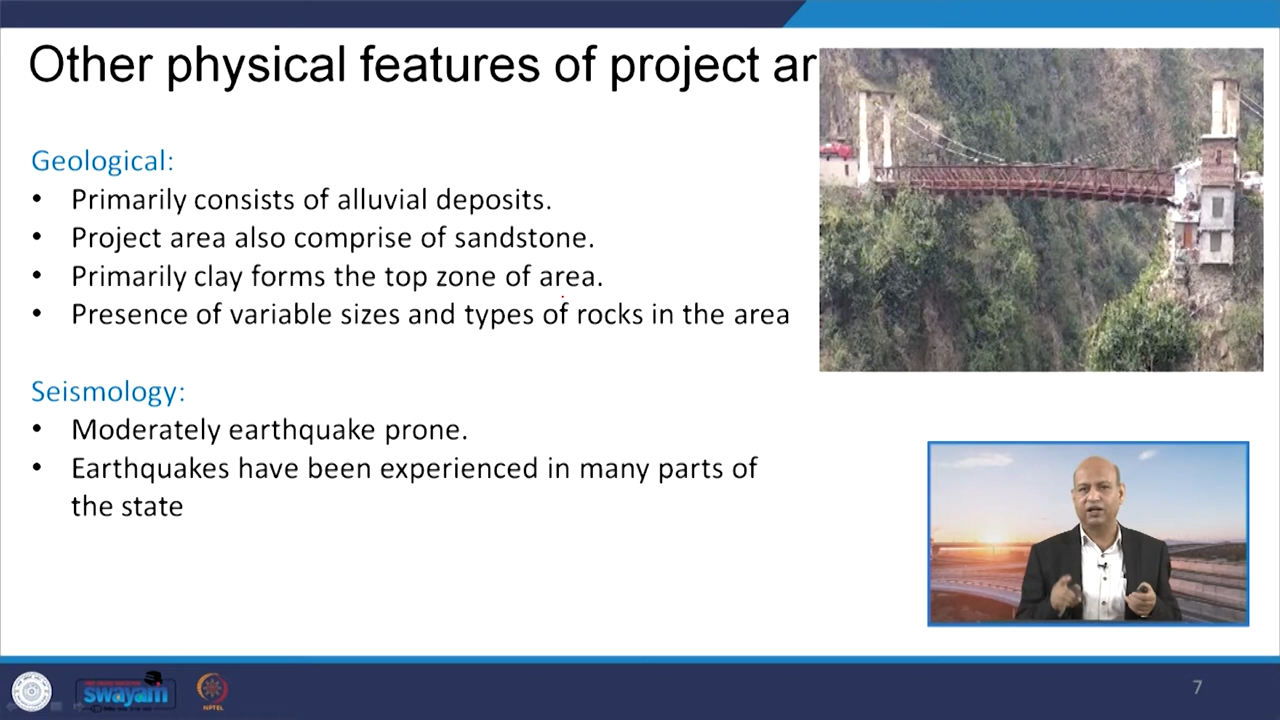 Other physical features of project ar
Geological:
• Primarily consists of alluvial deposits.
• Project area also comprise of sandstone.
• Primarily clay forms the top zone of area.
• Presence of variable sizes and types of rocks in the area
Seismology:
• Moderately earthquake prone.
• Earthquakes have been experienced in many parts of
the state
swayam
NPTEL
7